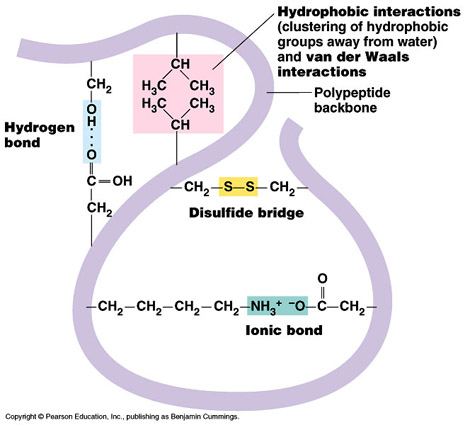 Hydrophobic interactions
(clustering of hydrophobic
groups away from water)
and van der Waals
interactions
Polypeptide
backbone
Hydrogen
bond
CH₂
O
H
O
C—OH
CH₂
CH
H₃C CH₃
H₃C CH₃
CH
—CH₂—S—S—CH₂—
Disulfide bridge
O
—CH₂—CH₂—CH₂—CH₂—NH₃⁺ ⁻O—C—CH₂—
Ionic bond
Copyright © Pearson Education, Inc., publishing as Benjamin Cummings.